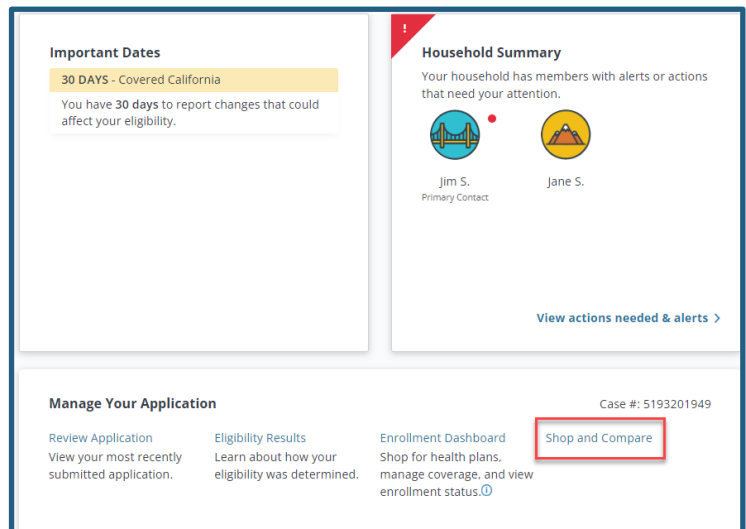 Important Dates
30 DAYS - Covered California
You have 30 days to report changes that could
affect your eligibility.
!
Household Summary
Your household has members with alerts or actions
that need your attention.
Jim S.
Primary Contact
Jane S.
View actions needed & alerts >
Manage Your Application
Case #: 5193201949
Review Application
View your most recently
submitted application.
Eligibility Results
Learn about how your
eligibility was determined.
Enrollment Dashboard
Shop for health plans,
manage coverage, and view
enrollment status.ⓘ
Shop and Compare